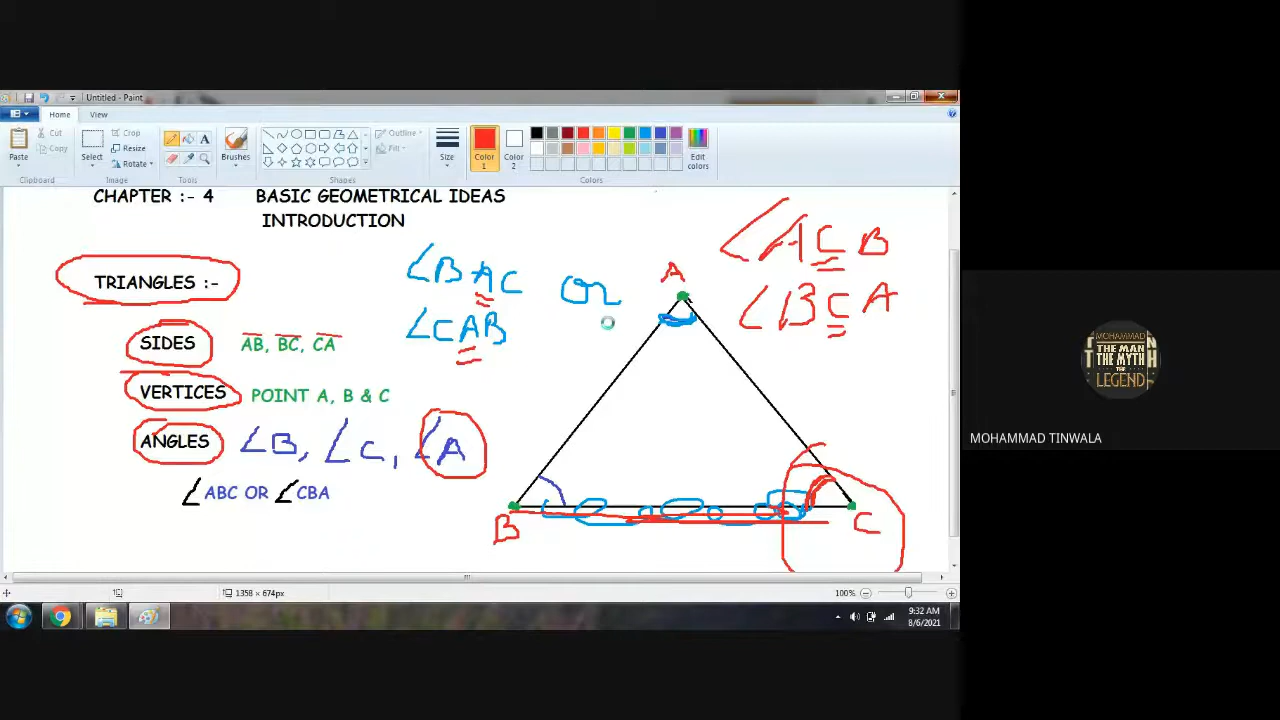 Untitled - Paint
Home
View
Paste
Cut
Copy
Clipboard
Select
Crop
Resize
Rotate
Image
Tools
Brushes
Outline
Fill
Shapes
Size
Color 1
Color 2
Edit colors
Colors
CHAPTER :- 4 BASIC GEOMETRICAL IDEAS
INTRODUCTION
TRIANGLES :-
SIDES AB, BC, CA
VERTICES POINT A, B & C
ANGLES ∠B, ∠C, ∠A
∠ABC OR ∠CBA
∠BAC or
∠CAB
∠ACB
∠BCA
A
B
C
1358 × 674px
100%
9:32 AM
8/6/2021
MOHAMMAD
THE MAN
THE MYTH
THE
LEGEND
MOHAMMAD TINWALA